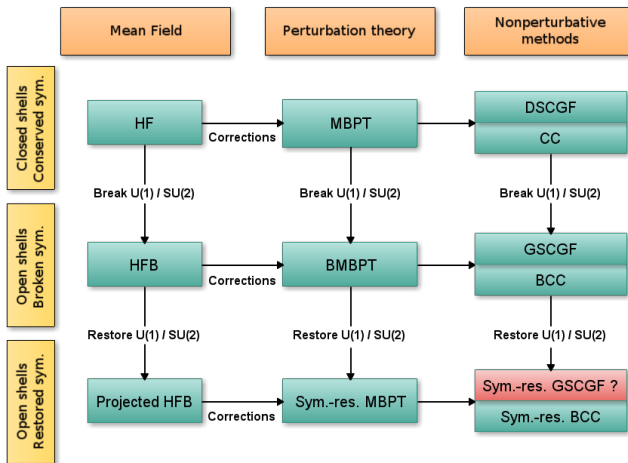 Mean Field
Perturbation theory
Nonperturbative
methods
Closed shells
Conserved sym.
HF
Corrections
MBPT
DSCGF
CC
Break U(1) / SU(2)
Break U(1) / SU(2)
Break U(1) / SU(2)
Open shells
Broken sym.
HFB
Corrections
BMBPT
GSCGF
BCC
Restore U(1) / SU(2)
Restore U(1) / SU(2)
Restore U(1) / SU(2)
Open shells
Restored sym.
Projected HFB
Corrections
Sym.-res. MBPT
Sym.-res. GSCGF ?
Sym.-res. BCC